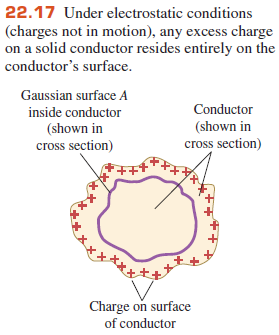 22.17 Under electrostatic conditions
(charges not in motion), any excess charge
on a solid conductor resides entirely on the
conductor's surface.
Gaussian surface A
inside conductor
(shown in
cross section)
Conductor
(shown in
cross section)
Charge on surface
of conductor